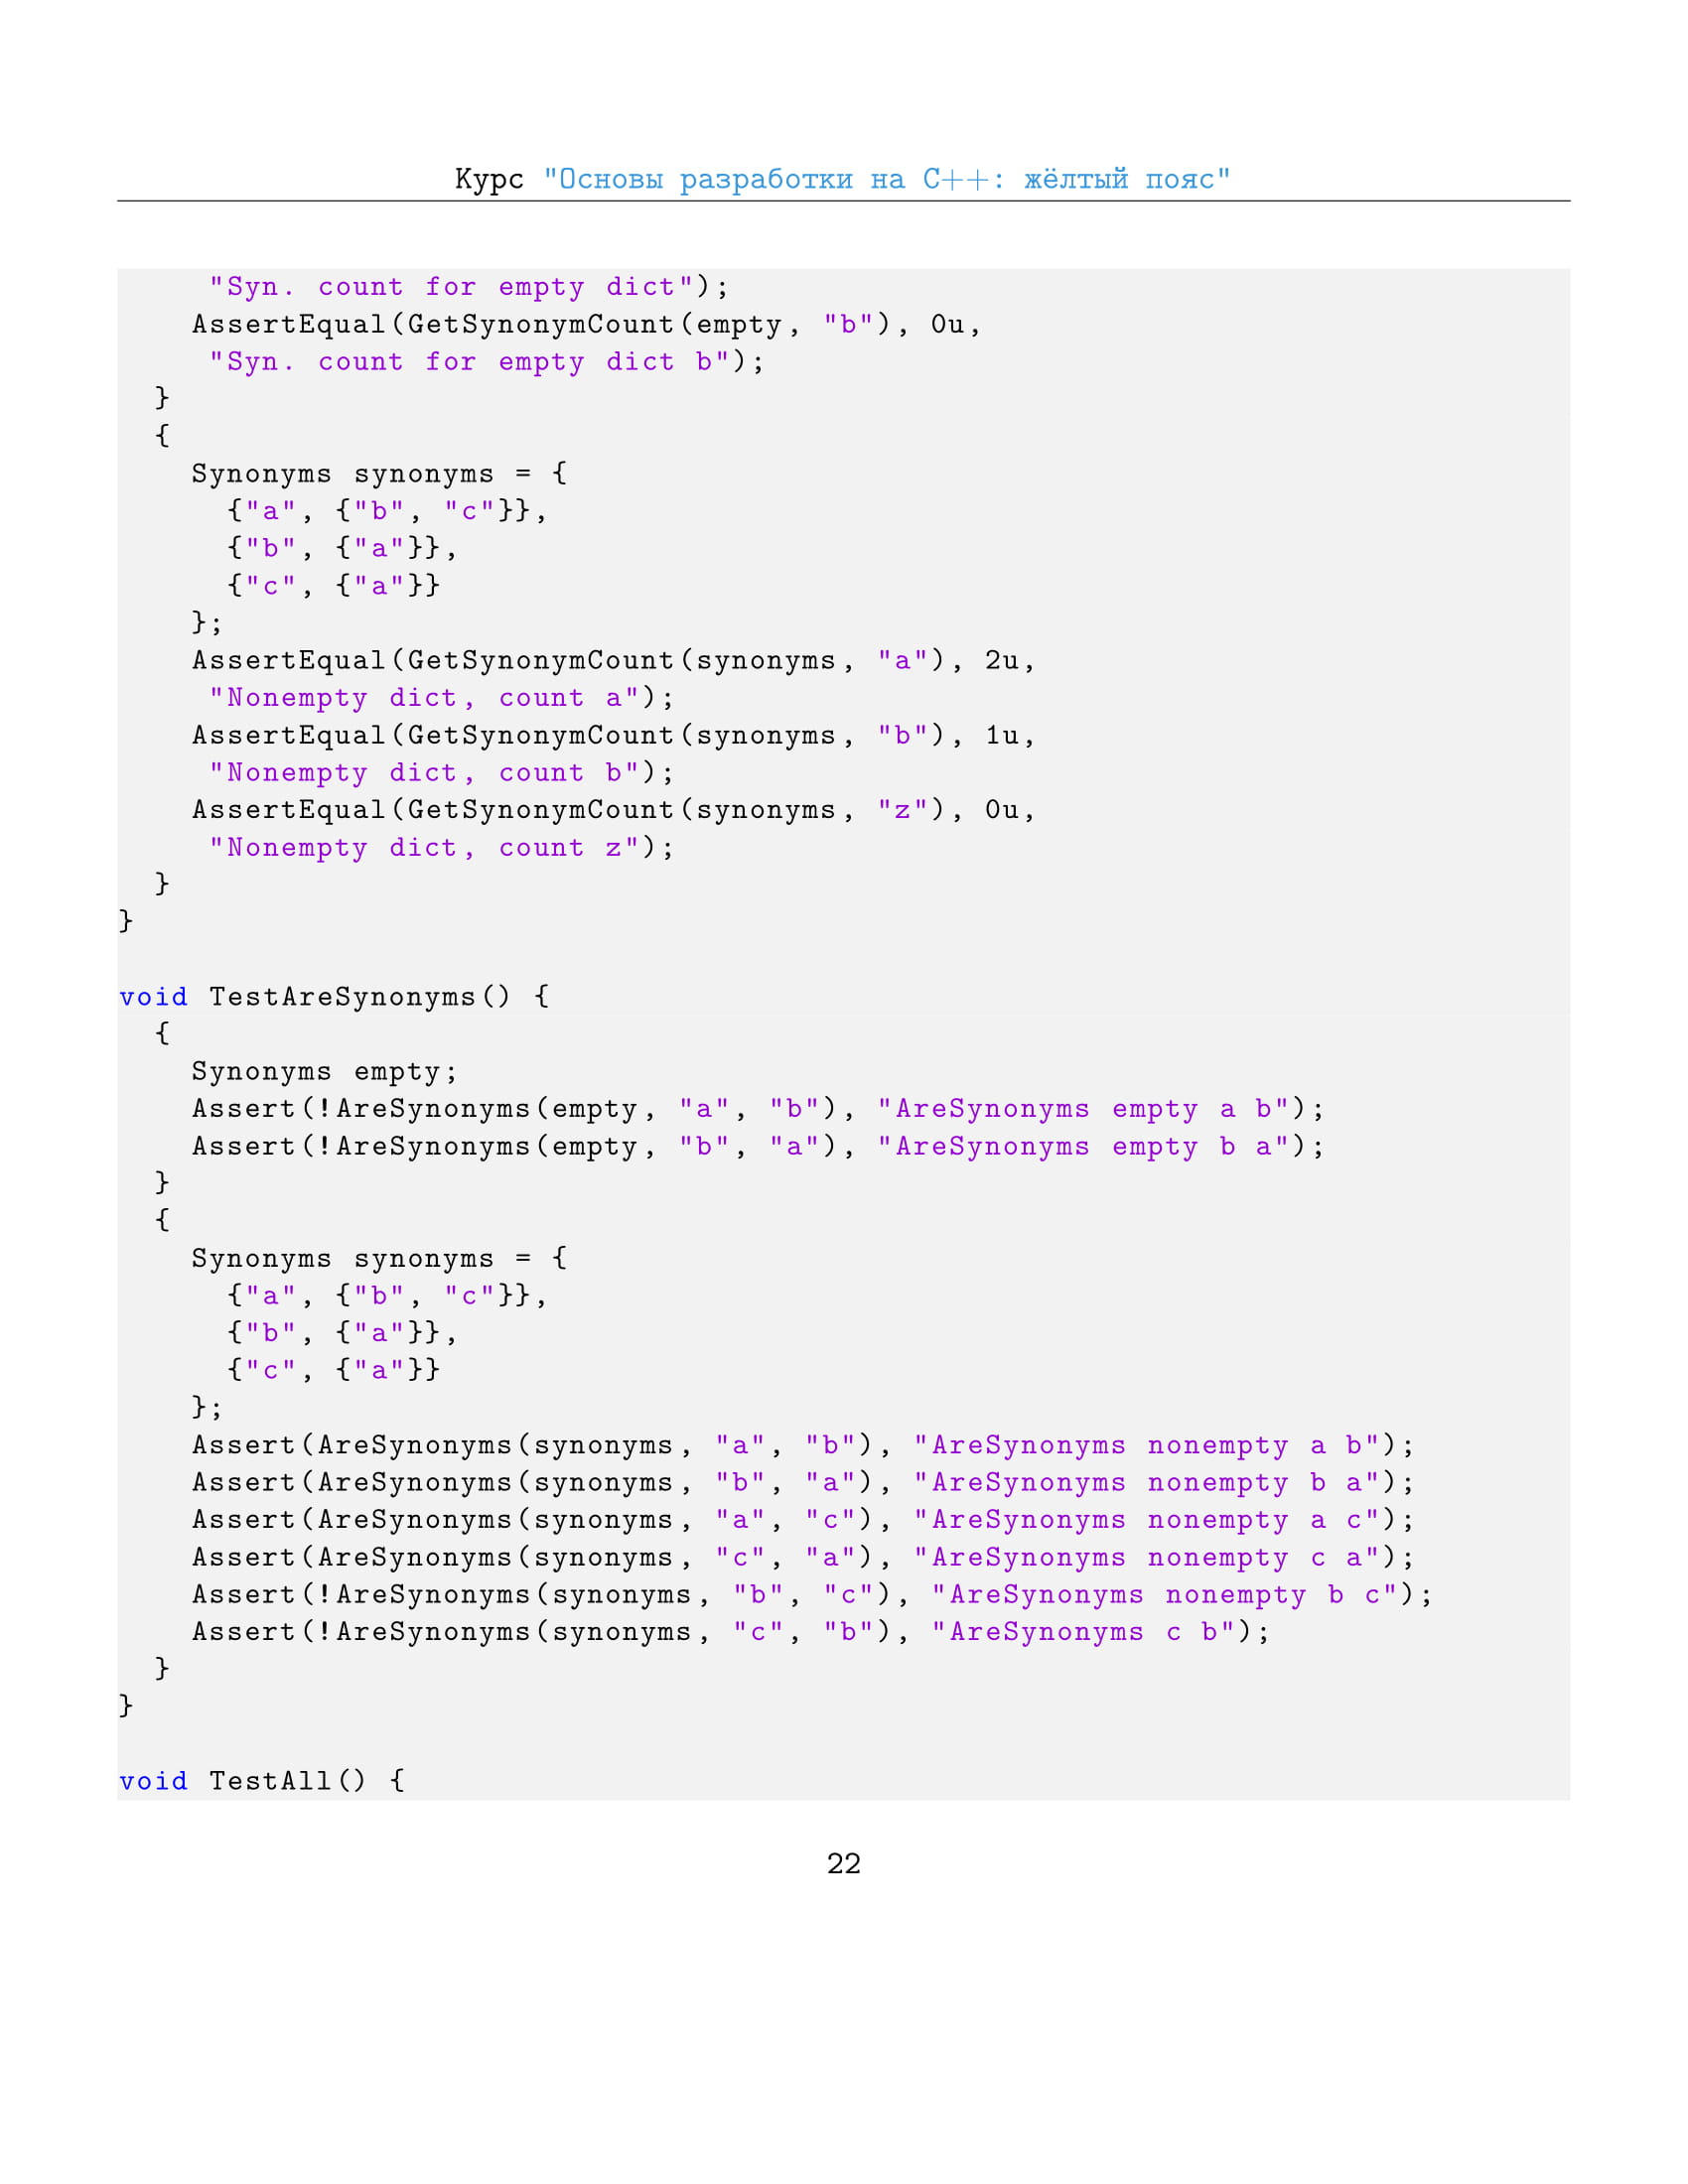 Курс "Основы разработки на C++: жёлтый пояс"
     "Syn. count for empty dict");
    AssertEqual(GetSynonymCount(empty, "b"), 0u,
     "Syn. count for empty dict b");
  }
  {
    Synonyms synonyms = {
      {"a", {"b", "c"}},
      {"b", {"a"}},
      {"c", {"a"}}
    };
    AssertEqual(GetSynonymCount(synonyms, "a"), 2u,
     "Nonempty dict, count a");
    AssertEqual(GetSynonymCount(synonyms, "b"), 1u,
     "Nonempty dict, count b");
    AssertEqual(GetSynonymCount(synonyms, "z"), 0u,
     "Nonempty dict, count z");
  }
}

void TestAreSynonyms() {
  {
    Synonyms empty;
    Assert(!AreSynonyms(empty, "a", "b"), "AreSynonyms empty a b");
    Assert(!AreSynonyms(empty, "b", "a"), "AreSynonyms empty b a");
  }
  {
    Synonyms synonyms = {
      {"a", {"b", "c"}},
      {"b", {"a"}},
      {"c", {"a"}}
    };
    Assert(AreSynonyms(synonyms, "a", "b"), "AreSynonyms nonempty a b");
    Assert(AreSynonyms(synonyms, "b", "a"), "AreSynonyms nonempty b a");
    Assert(AreSynonyms(synonyms, "a", "c"), "AreSynonyms nonempty a c");
    Assert(AreSynonyms(synonyms, "c", "a"), "AreSynonyms nonempty c a");
    Assert(!AreSynonyms(synonyms, "b", "c"), "AreSynonyms nonempty b c");
    Assert(!AreSynonyms(synonyms, "c", "b"), "AreSynonyms c b");
  }
}

void TestAll() {
22